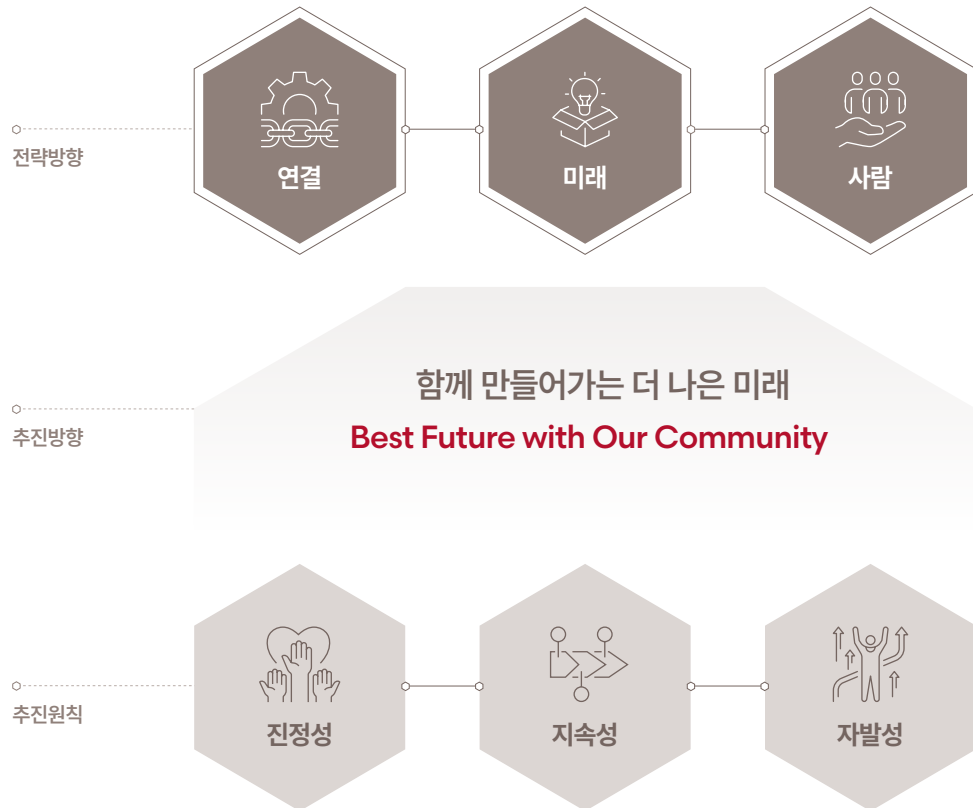 전략방향
연결
미래
사람
추진방향
함께 만들어가는 더 나은 미래
Best Future with Our Community
추진원칙
진정성
지속성
자발성